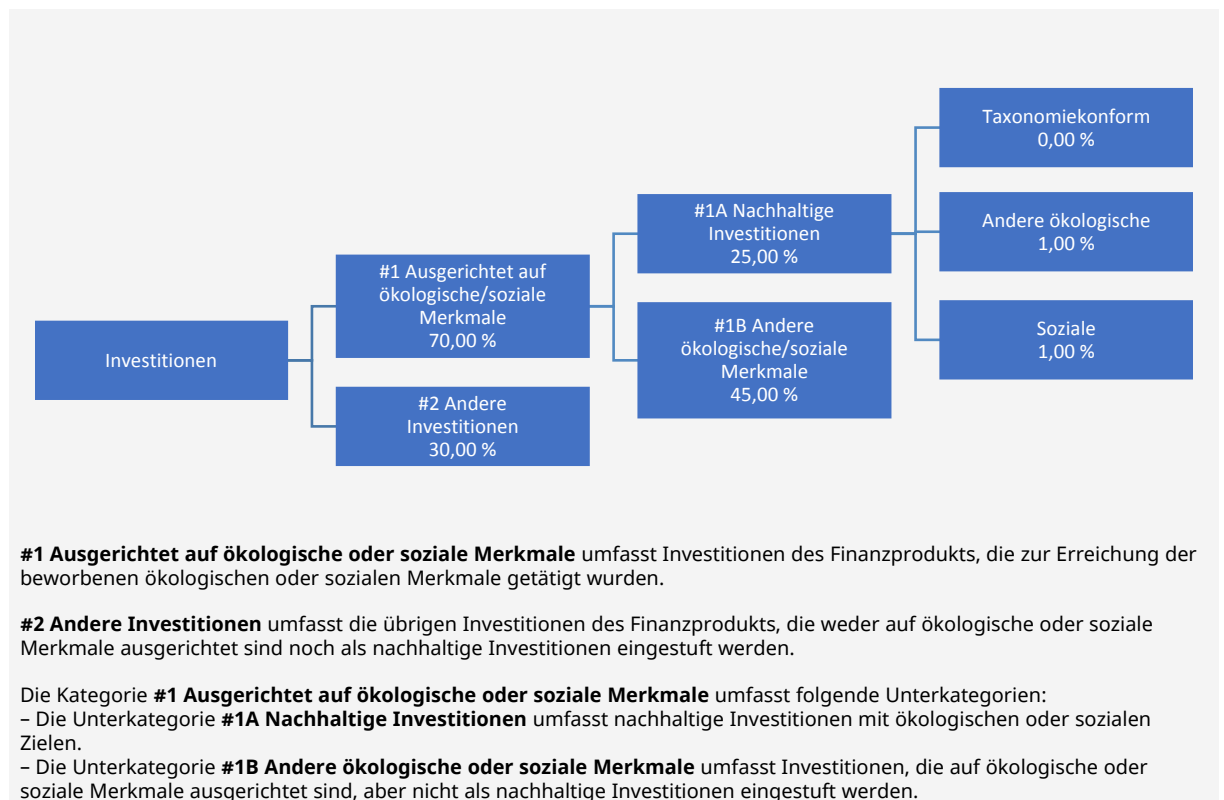 Taxonomiekonform
0,00 %
#1A Nachhaltige
Investitionen
25,00 %
Andere ökologische
1,00 %
#1 Ausgerichtet auf
ökologische/soziale
Merkmale
70,00 %
#1B Andere
ökologische/soziale
Merkmale
45,00 %
Soziale
1,00 %
Investitionen
#2 Andere
Investitionen
30,00 %
#1 Ausgerichtet auf ökologische oder soziale Merkmale umfasst Investitionen des Finanzprodukts, die zur Erreichung der
beworbenen ökologischen oder sozialen Merkmale getätigt wurden.
#2 Andere Investitionen umfasst die übrigen Investitionen des Finanzprodukts, die weder auf ökologische oder soziale
Merkmale ausgerichtet sind noch als nachhaltige Investitionen eingestuft werden.
Die Kategorie #1 Ausgerichtet auf ökologische oder soziale Merkmale umfasst folgende Unterkategorien:
– Die Unterkategorie #1A Nachhaltige Investitionen umfasst nachhaltige Investitionen mit ökologischen oder sozialen
Zielen.
– Die Unterkategorie #1B Andere ökologische oder soziale Merkmale umfasst Investitionen, die auf ökologische oder
soziale Merkmale ausgerichtet sind, aber nicht als nachhaltige Investitionen eingestuft werden.